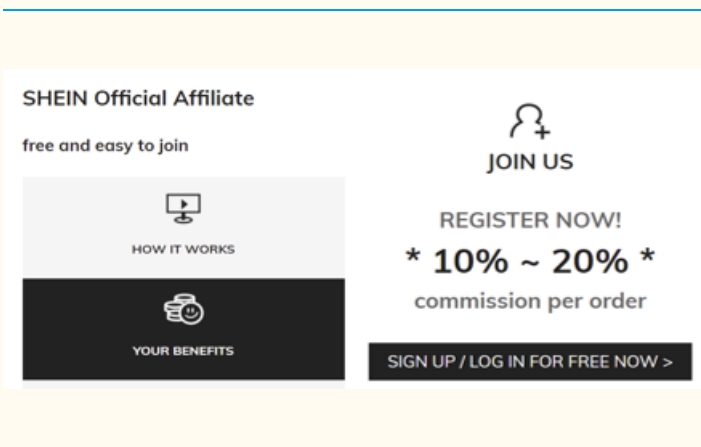 SHEIN Official Affiliate
free and easy to join
HOW IT WORKS
YOUR BENEFITS
JOIN US
REGISTER NOW!
* 10% ~ 20% *
commission per order
SIGN UP / LOG IN FOR FREE NOW >